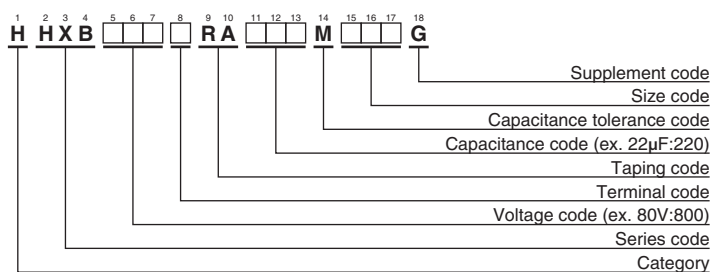 1 2 3 4 5 6 7 8 9 10 11 12 13 14 15 16 17 18
H HXB □□□ □ RA □□□ M □□□ G
Supplement code
Size code
Capacitance tolerance code
Capacitance code (ex. 22µF:220)
Taping code
Terminal code
Voltage code (ex. 80V:800)
Series code
Category